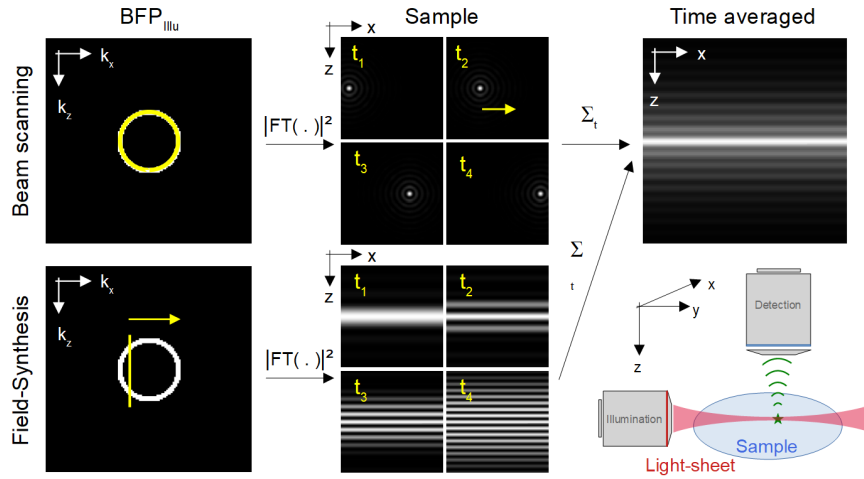 BFP_Illu
Sample
Time averaged
Beam scanning
k_x
k_z
|FT( . )|²
x
z
t_1
t_2
t_3
t_4
Σ_t
x
z
Field-Synthesis
k_x
k_z
|FT( . )|²
x
z
t_1
t_2
t_3
t_4
Σ
t
x
y
z
Detection
Illumination
Sample
Light-sheet